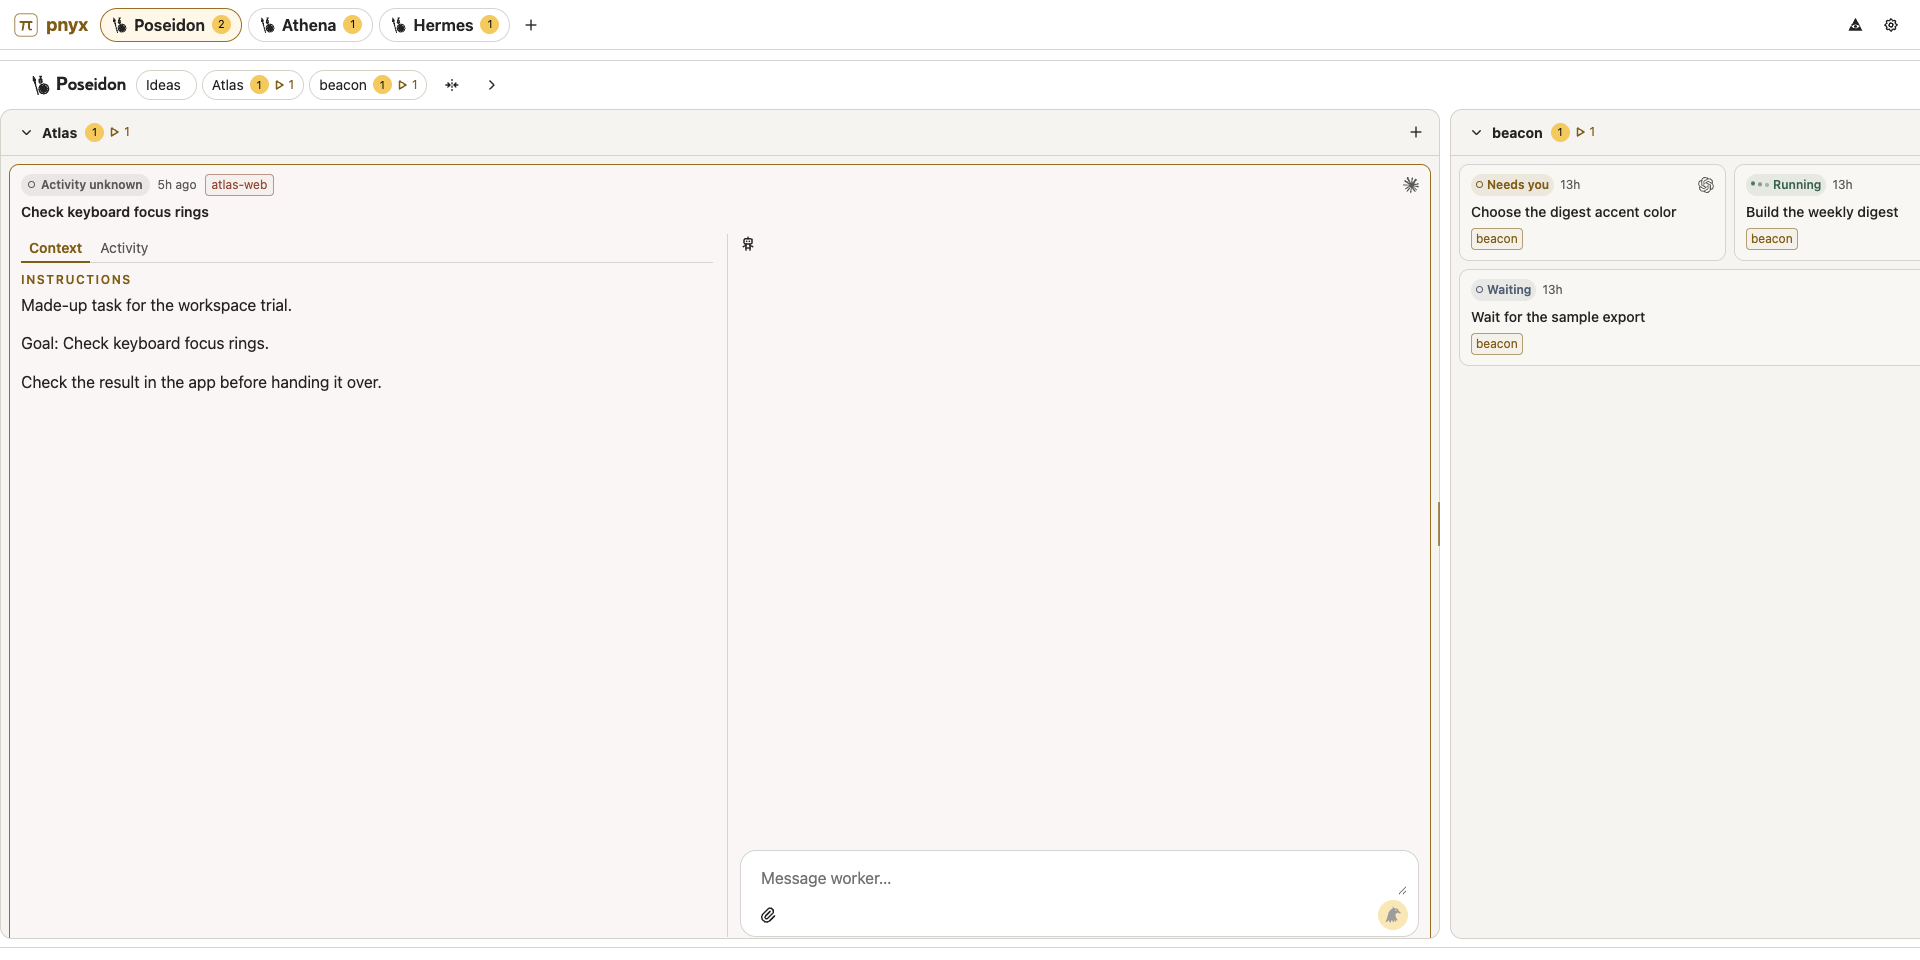 π pnyx Poseidon 2 Athena 1 Hermes 1
Poseidon Ideas Atlas 1 1 beacon 1 1
Atlas 1 1
Activity unknown 5h ago atlas-web
Check keyboard focus rings
Context Activity
INSTRUCTIONS
Made-up task for the workspace trial.
Goal: Check keyboard focus rings.
Check the result in the app before handing it over.
Message worker...
beacon 1 1
Needs you 13h
Choose the digest accent color
beacon
Running 13h
Build the weekly digest
beacon
Waiting 13h
Wait for the sample export
beacon